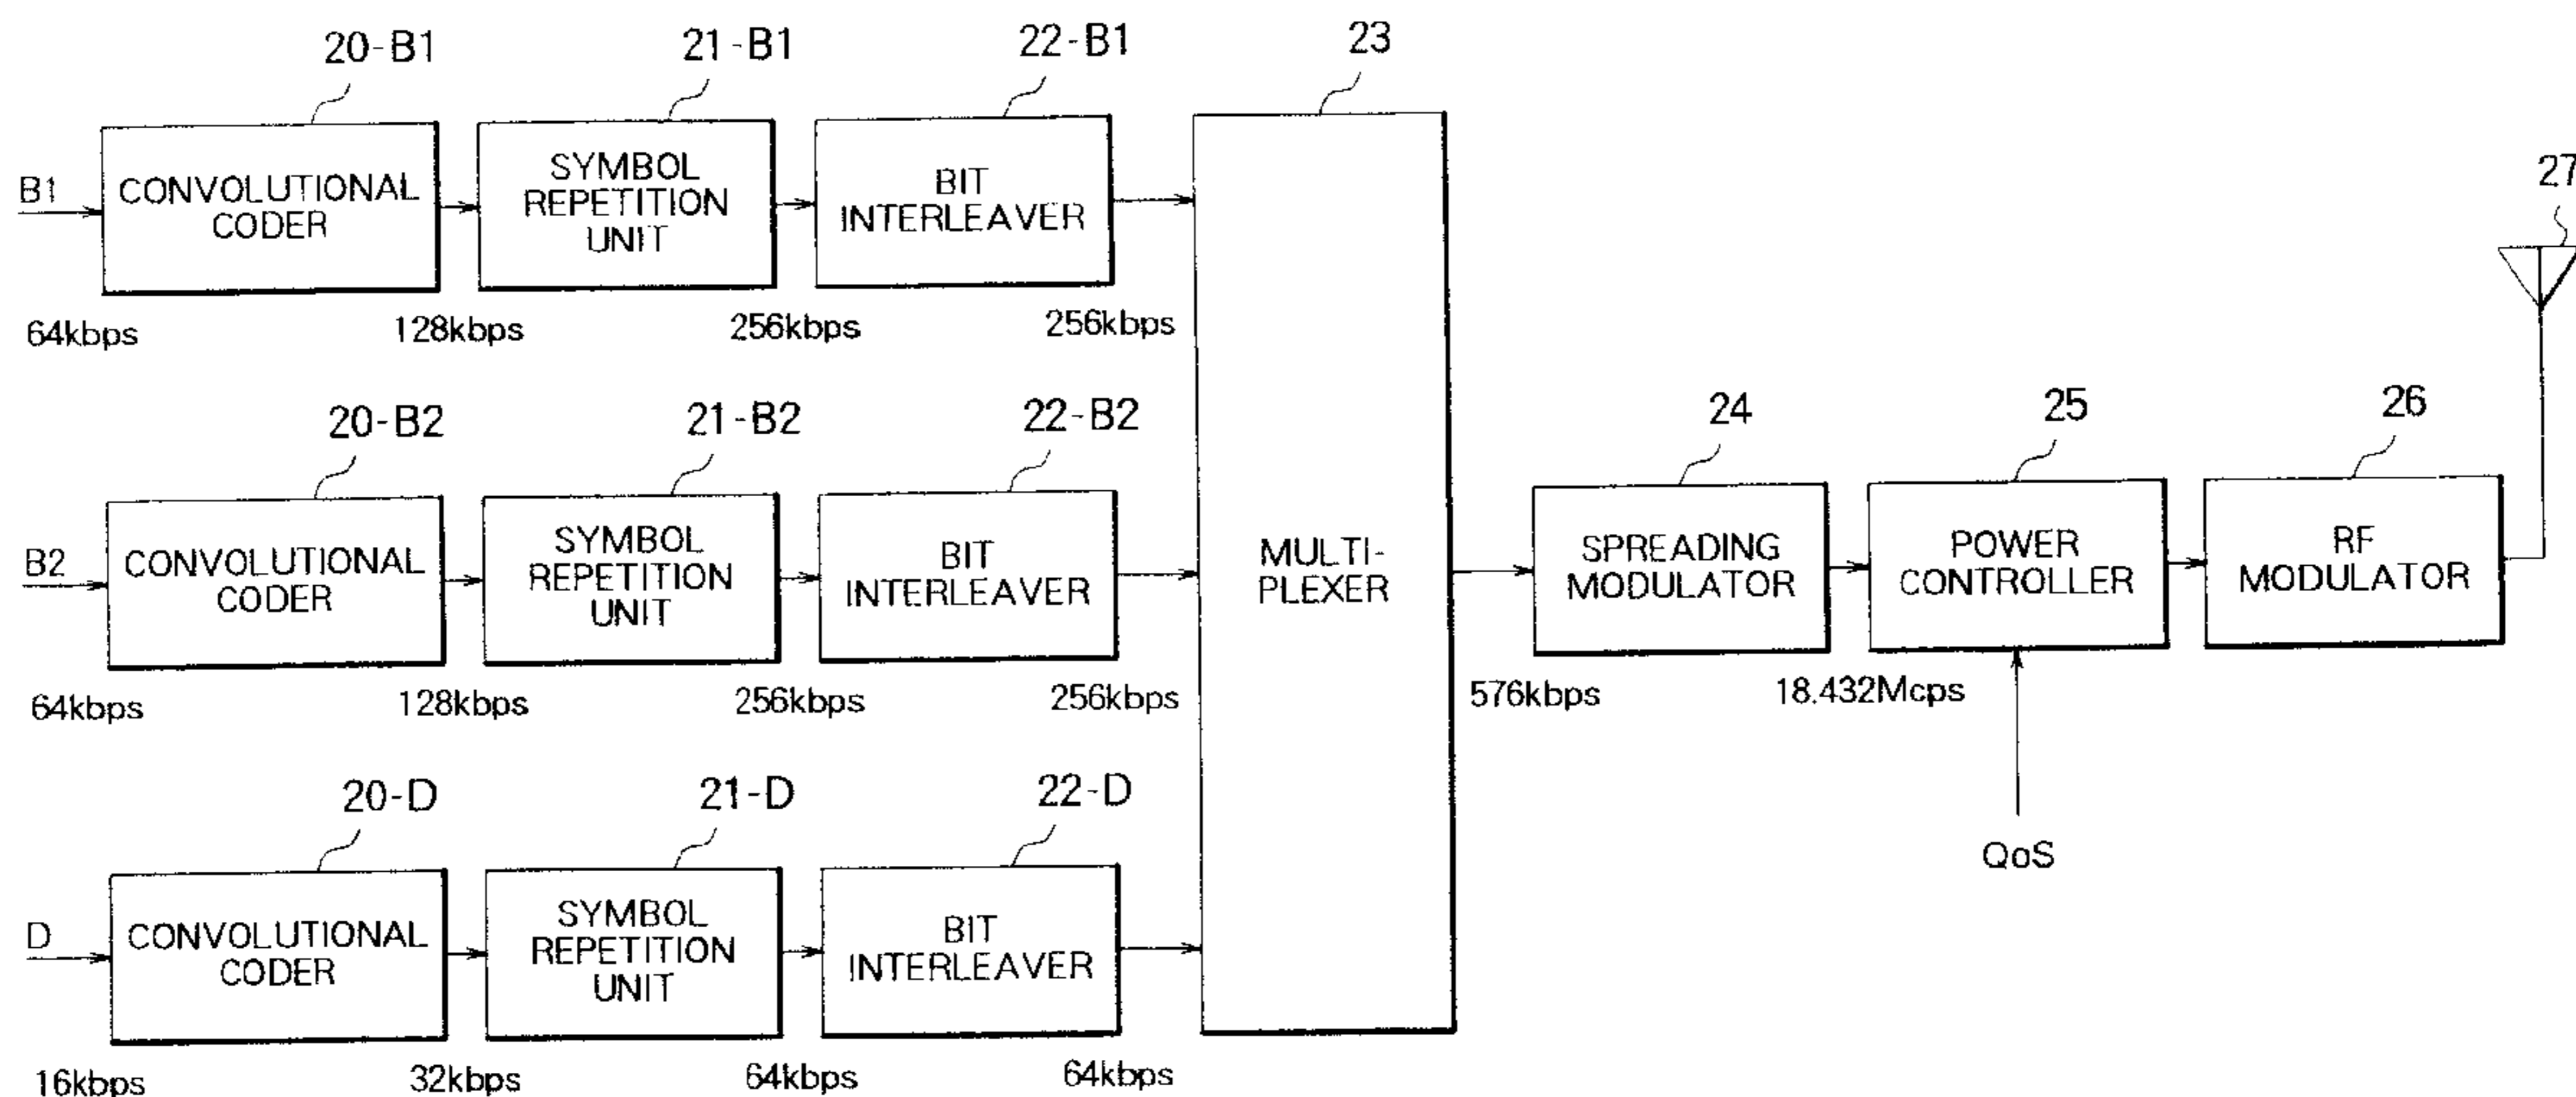 20-B1
21-B1
22-B1
23
B1
CONVOLUTIONAL
CODER
SYMBOL
REPETITION
UNIT
BIT
INTERLEAVER
64kbps
128kbps
256kbps
256kbps
27
20-B2
21-B2
22-B2
24
25
26
B2
CONVOLUTIONAL
CODER
SYMBOL
REPETITION
UNIT
BIT
INTERLEAVER
MULTI-
PLEXER
SPREADING
MODULATOR
POWER
CONTROLLER
RF
MODULATOR
64kbps
128kbps
256kbps
256kbps
576kbps
18.432Mcps
QoS
20-D
21-D
22-D
D
CONVOLUTIONAL
CODER
SYMBOL
REPETITION
UNIT
BIT
INTERLEAVER
16kbps
32kbps
64kbps
64kbps